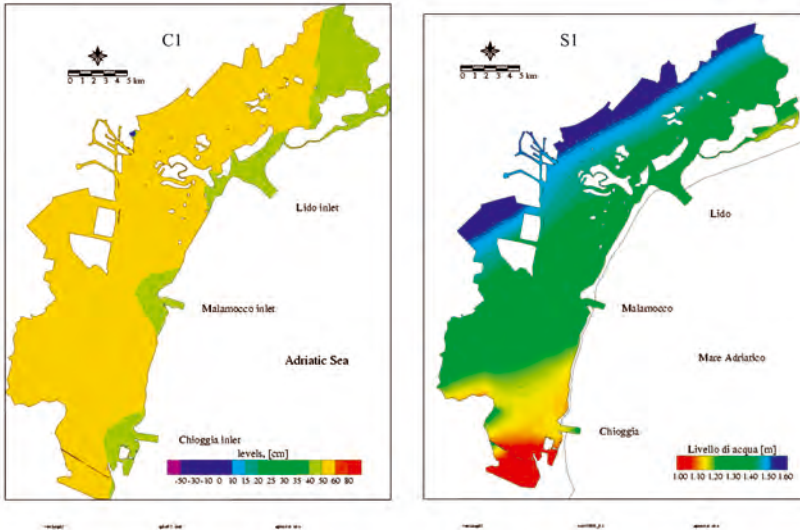 C1
0 1 2 3 4 5 km
Lido inlet
Malamocco inlet
Adriatic Sea
Chioggia inlet
levels, [cm]
-50 -30 -10 0 10 15 20 25 35 40 50 60 80
S1
0 1 2 3 4 5 km
Lido
Malamocco
Mare Adriatico
Chioggia
Livello di acqua [m]
1.00 1.10 1.20 1.30 1.40 1.50 1.60